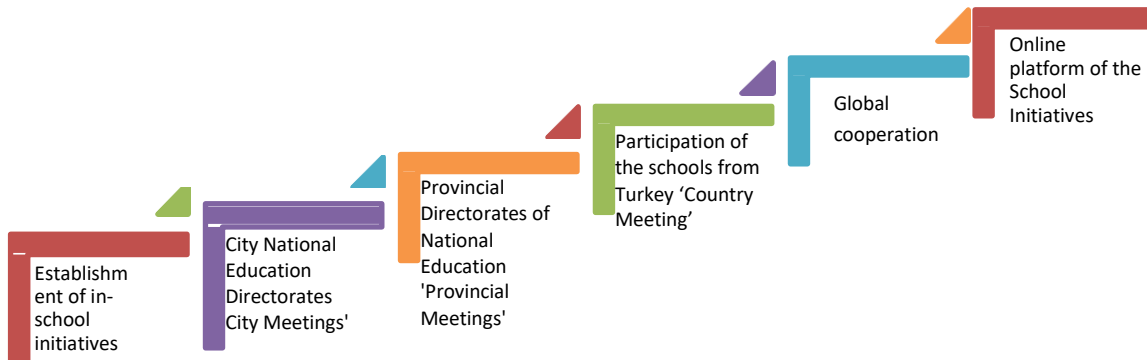 Establishm
ent of in-
school
initiatives
City National
Education
Directorates
City Meetings'
Provincial
Directorates of
National
Education
'Provincial
Meetings'
Participation of
the schools from
Turkey ‘Country
Meeting’
Global
cooperation
Online
platform of the
School
Initiatives